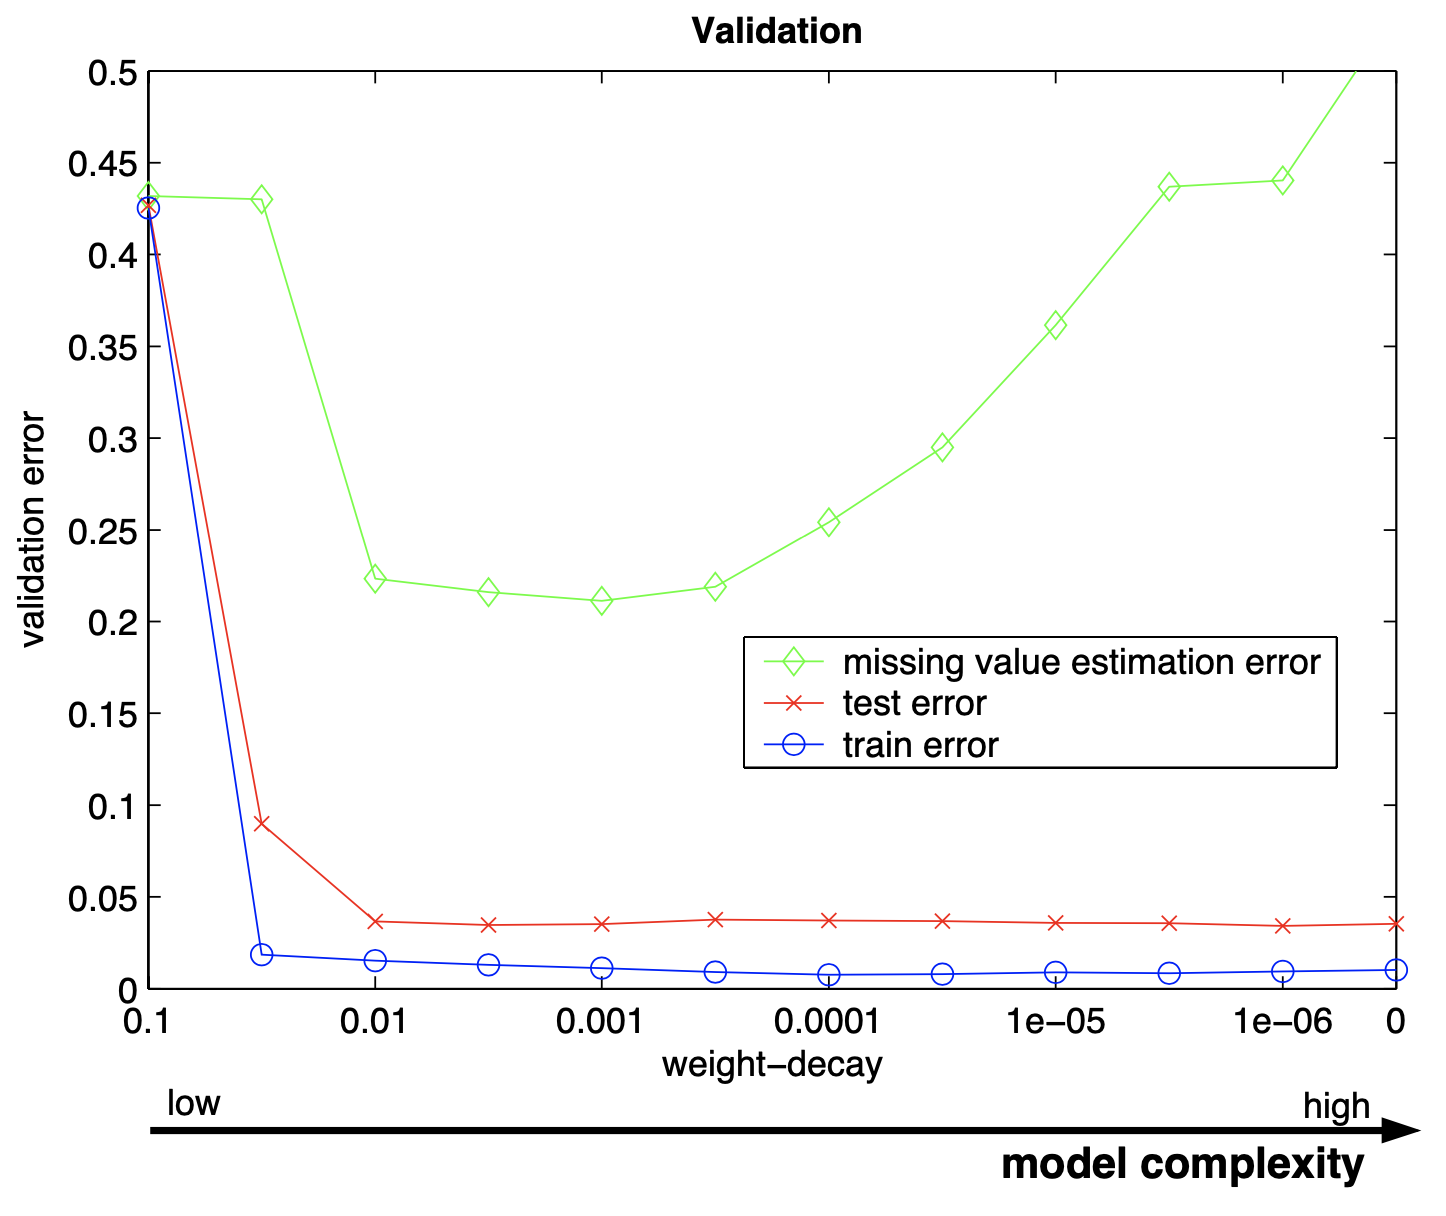 Validation
0.5
0.45
0.4
0.35
0.3
0.25
0.2
0.15
0.1
0.05
0
validation error
missing value estimation error
test error
train error
0.1 0.01 0.001 0.0001 1e−05 1e−06 0
weight−decay
low high
model complexity